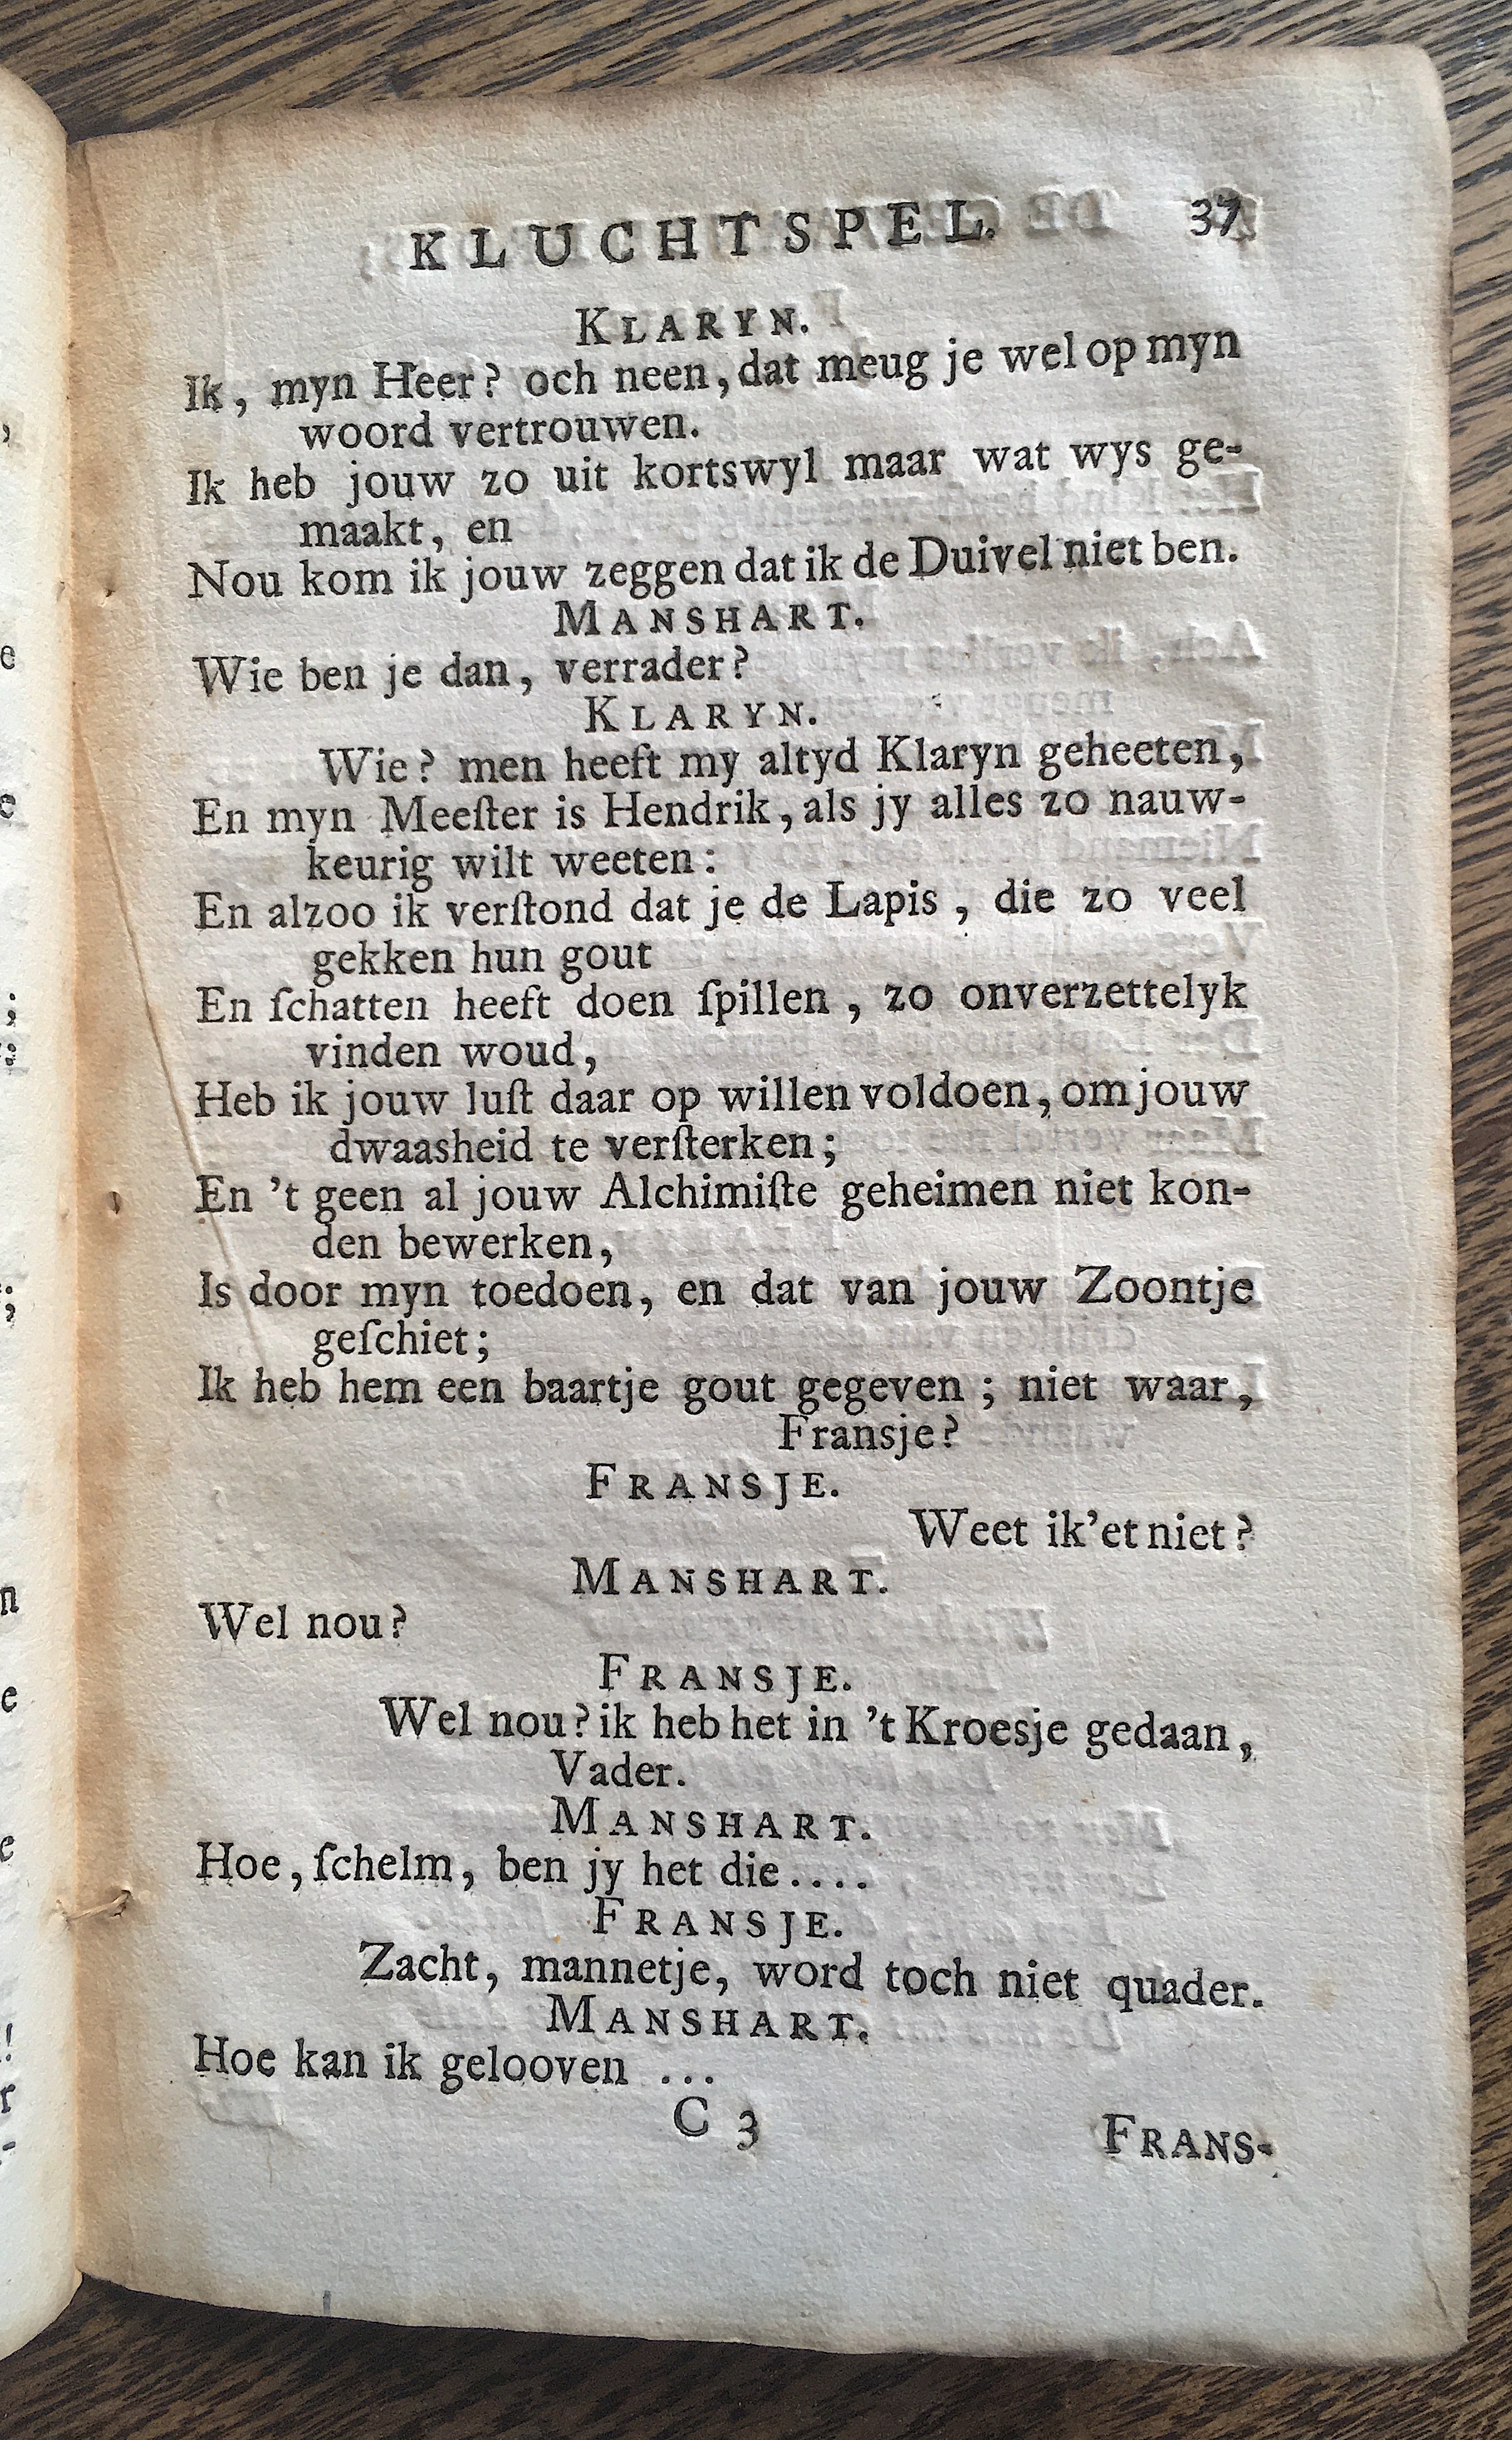 KLUCHTSPEL. 37
KLARYN.
Ik, myn Heer? och neen, dat meug je wel op myn
woord vertrouwen.
Ik heb jouw zo uit kortswyl maar wat wys ge-
maakt, en
Nou kom ik jouw zeggen dat ik de Duivel niet ben.
MANSHART.
Wie ben je dan, verrader?
KLARYN.
Wie? men heeft my altyd Klaryn geheeten,
En myn Meeſter is Hendrik, als jy alles zo nauw-
keurig wilt weeten:
En alzoo ik verſtond dat je de Lapis, die zo veel
gekken hun gout
En ſchatten heeft doen ſpillen, zo onverzettelyk
vinden woud,
Heb ik jouw luſt daar op willen voldoen, om jouw
dwaasheid te verſterken;
En 't geen al jouw Alchimiſte geheimen niet kon-
den bewerken,
Is door myn toedoen, en dat van jouw Zoontje
geſchiet;
Ik heb hem een baartje gout gegeven; niet waar,
Fransje?
FRANSJE.
Weet ik'et niet?
MANSHART.
Wel nou?
FRANSJE.
Wel nou? ik heb het in 't Kroesje gedaan,
Vader.
MANSHART.
Hoe, ſchelm, ben jy het die....
FRANSJE.
Zacht, mannetje, word toch niet quader.
MANSHART.
Hoe kan ik gelooven ...
C 3 FRANS-